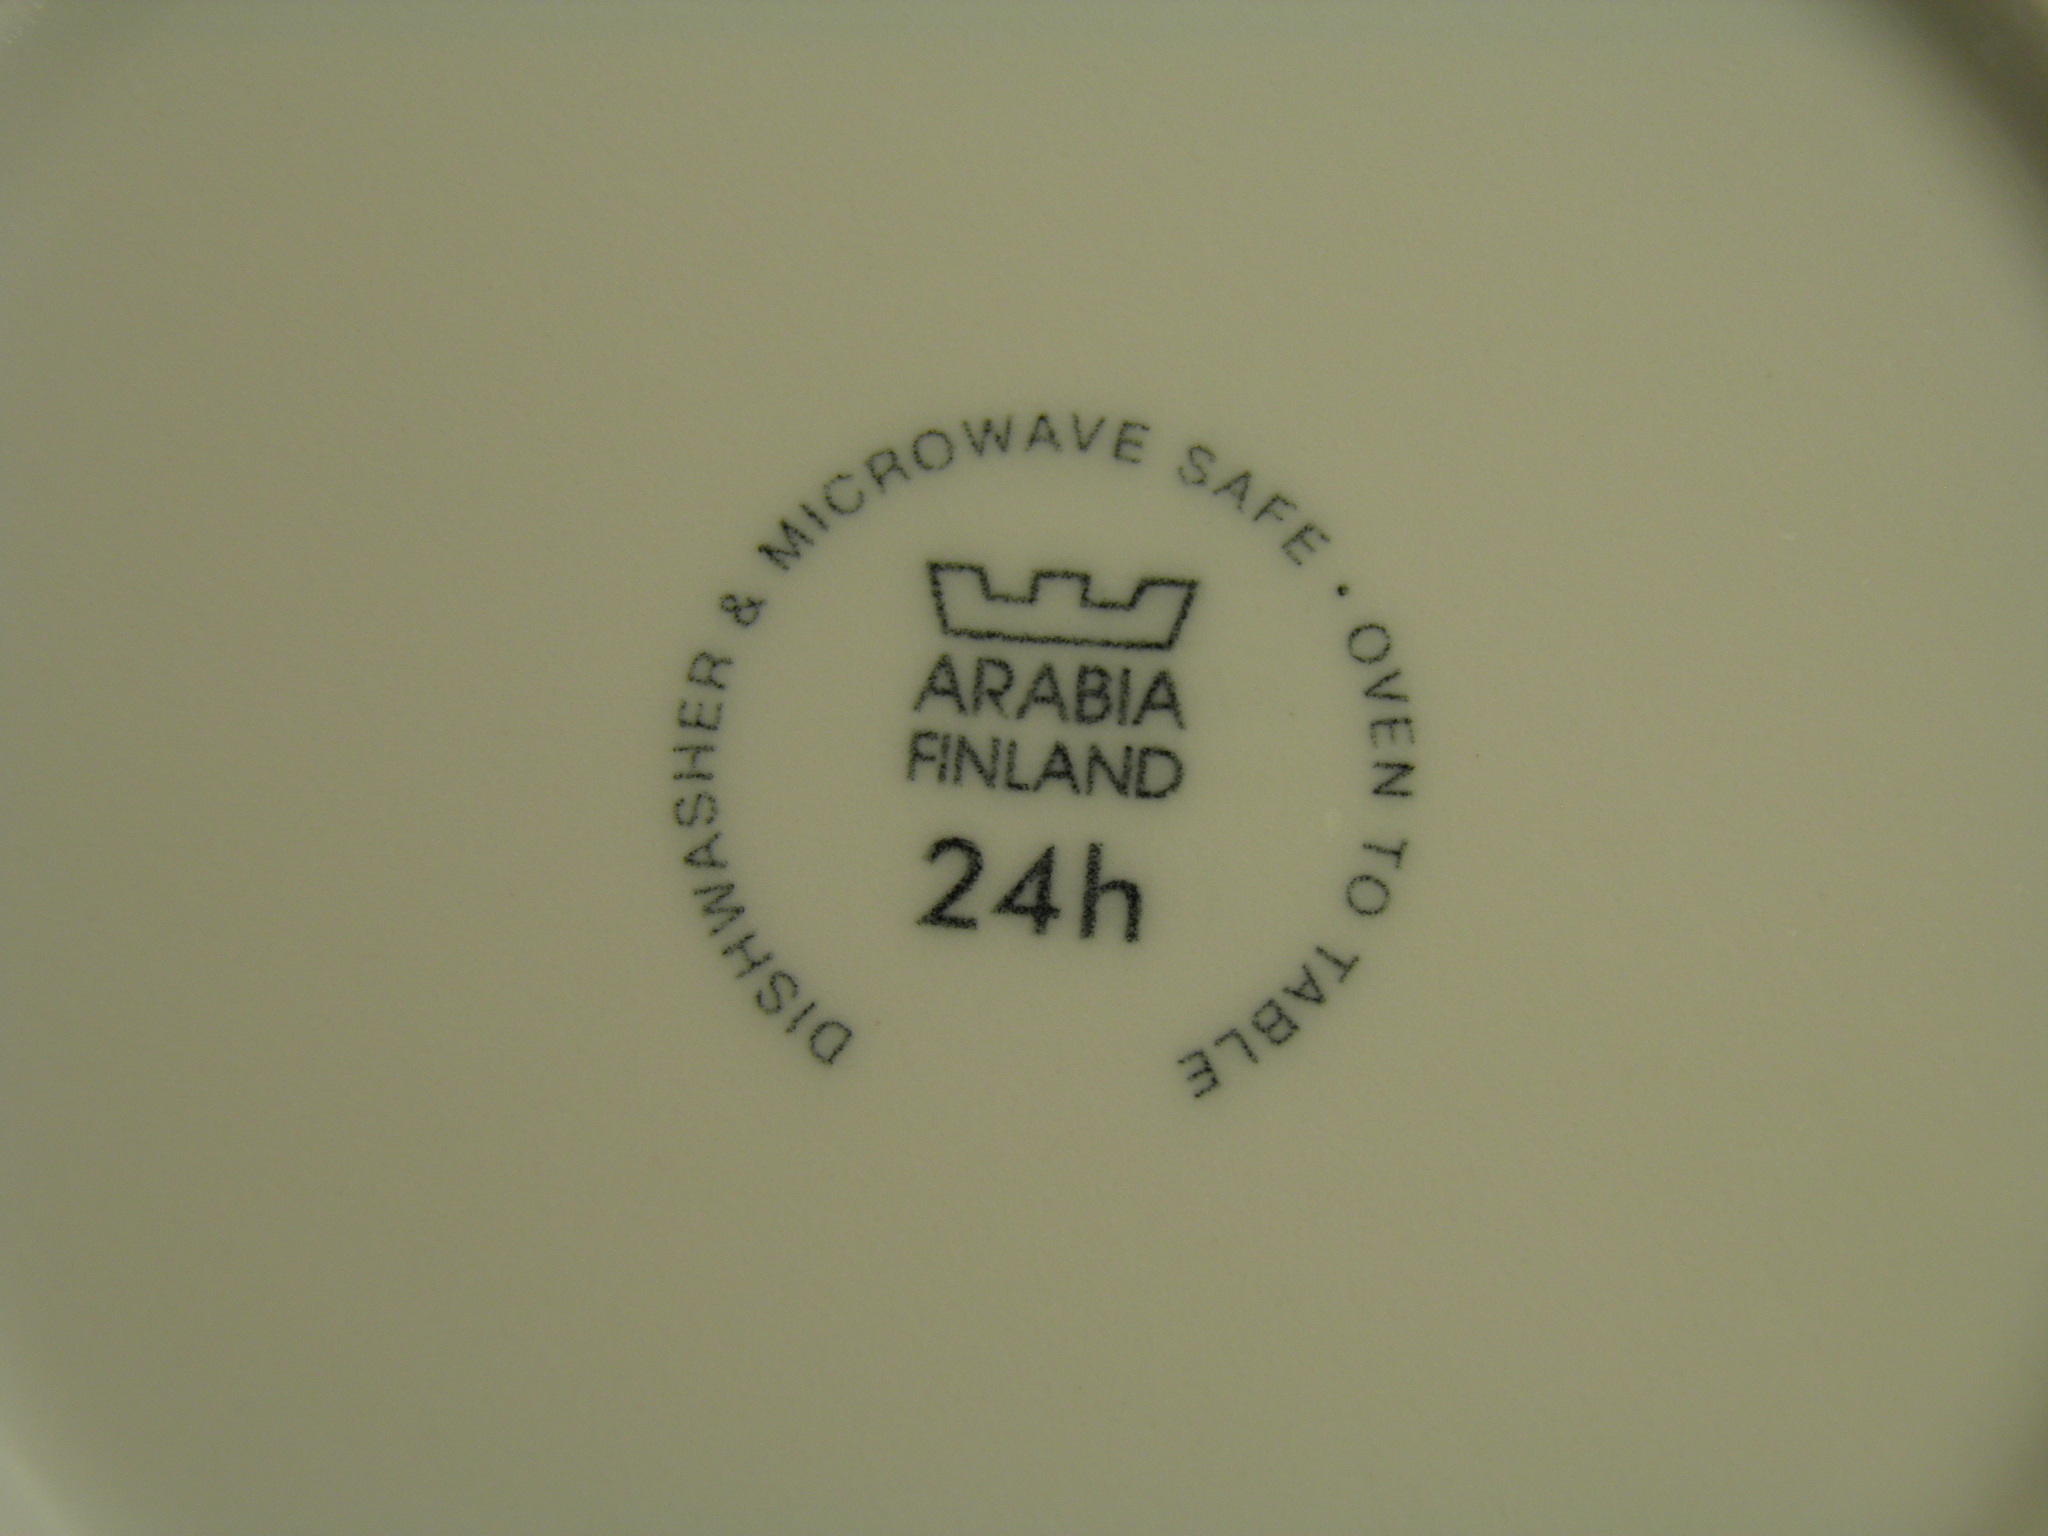 DISHWASHER & MICROWAVE SAFE · OVEN TO TABLE
ARABIA
FINLAND
24h